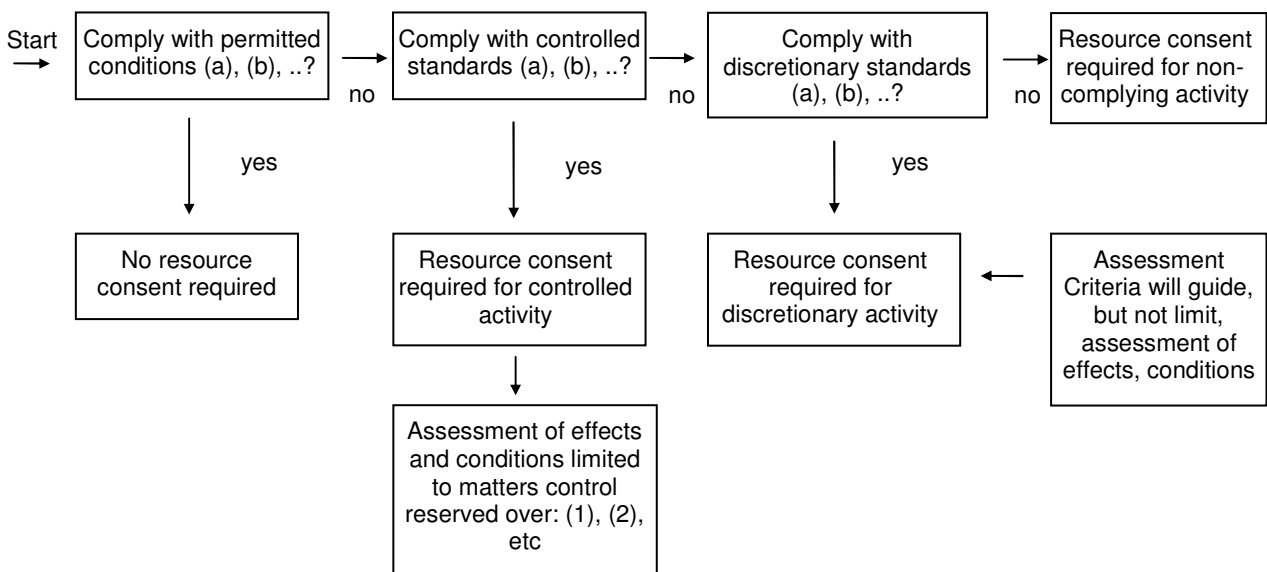 Start
Comply with permitted
conditions (a), (b), ..?
no
Comply with controlled
standards (a), (b), ..?
no
Comply with
discretionary standards
(a), (b), ..?
no
Resource consent
required for non-
complying activity
yes
yes
yes
No resource
consent required
Resource consent
required for controlled
activity
Resource consent
required for
discretionary activity
Assessment
Criteria will guide,
but not limit,
assessment of
effects, conditions
Assessment of effects
and conditions limited
to matters control
reserved over: (1), (2),
etc